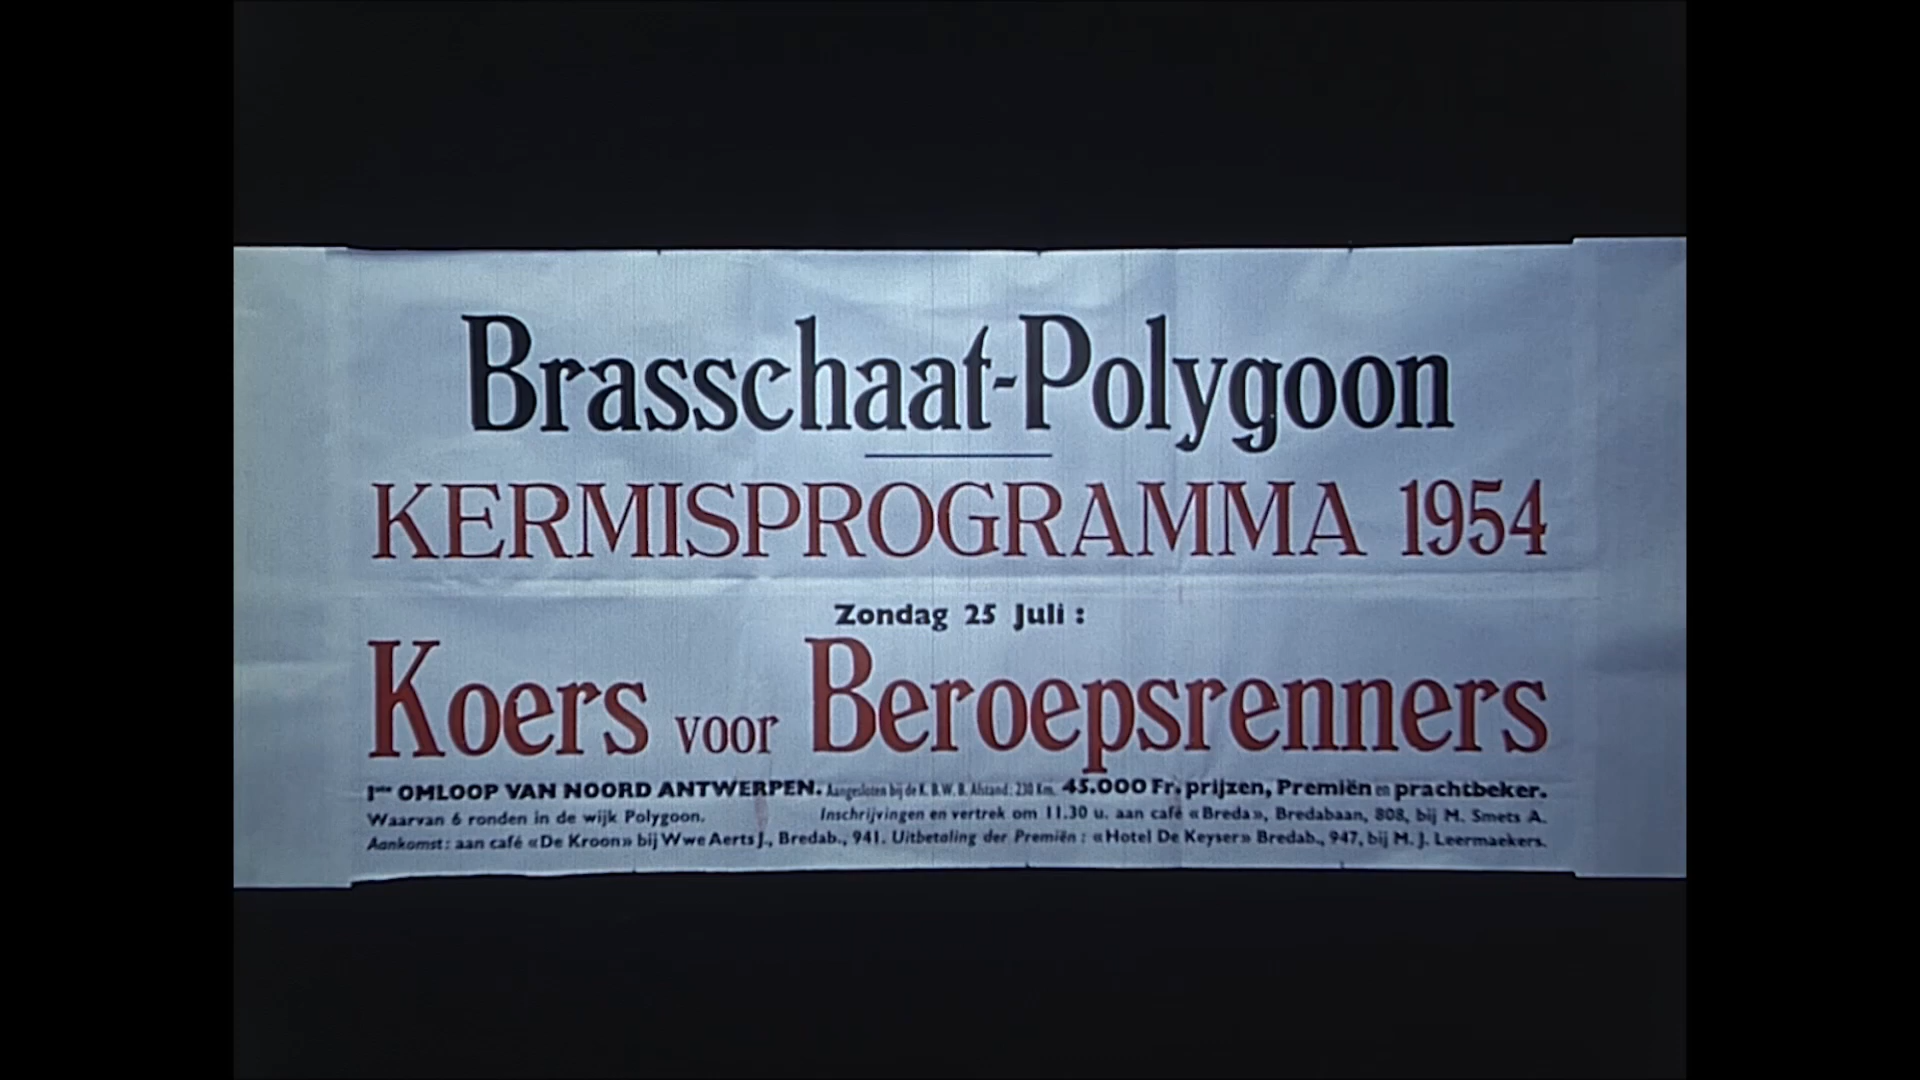 Brasschaat-Polygoon
KERMISPROGRAMMA 1954
Zondag 25 Juli :
Koers voor Beroepsrenners
1ste OMLOOP VAN NOORD ANTWERPEN. Aangesloten bij de K. B. W. B. Afstand: 230 Km. 45.000 Fr. prijzen, Premiën en prachtbeker.
Waarvan 6 ronden in de wijk Polygoon. Inschrijvingen en vertrek om 11.30 u. aan café «Breda», Bredabaan, 808, bij M. Smets A.
Aankomst: aan café «De Kroon» bij Wwe Aerts J., Bredab., 941. Uitbetaling der Premiën : «Hotel De Keyser» Bredab., 947, bij M. J. Leermaekers.